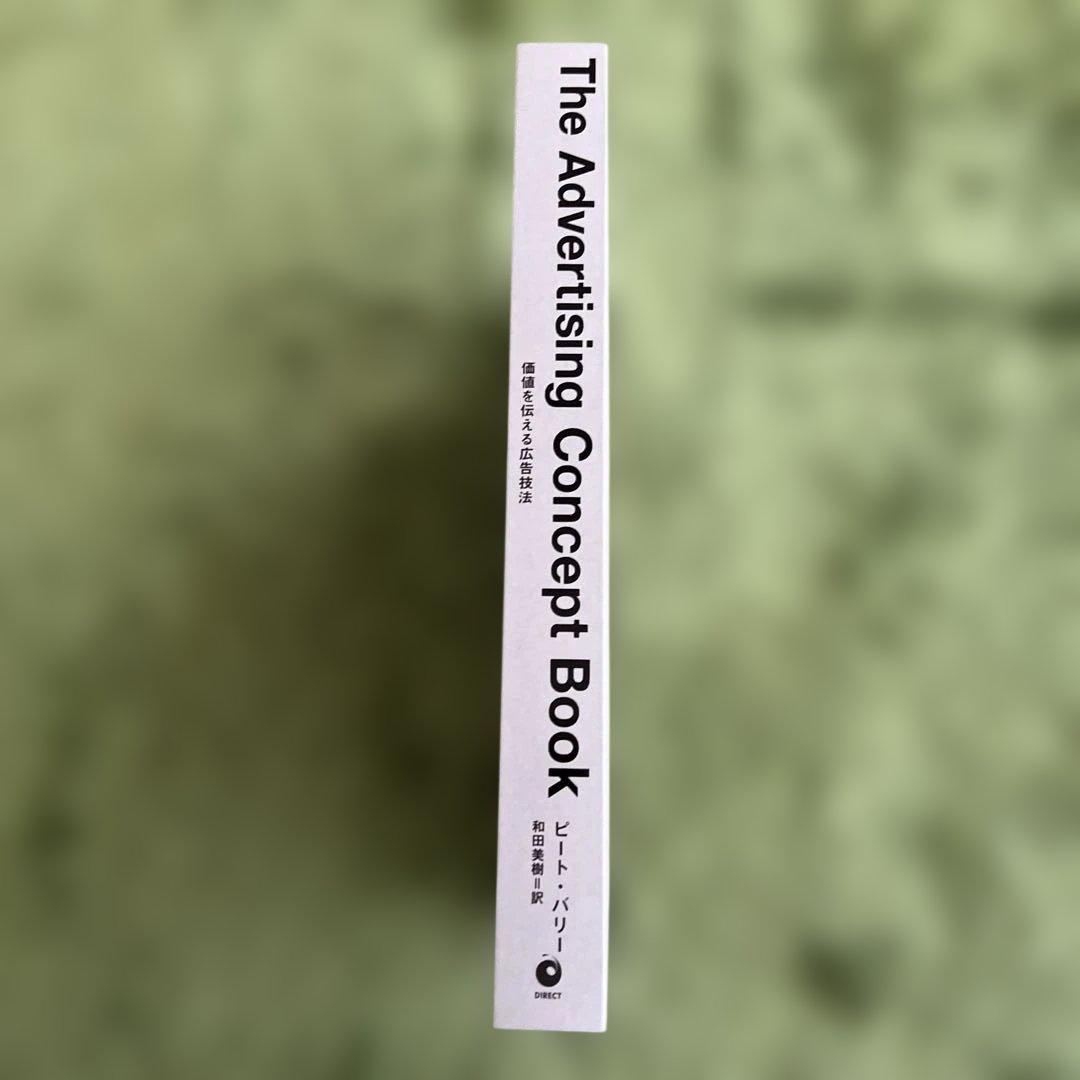 The Advertising Concept Book
価値を伝える広告技法
ピート・バリー
和田美樹=訳
DIRECT